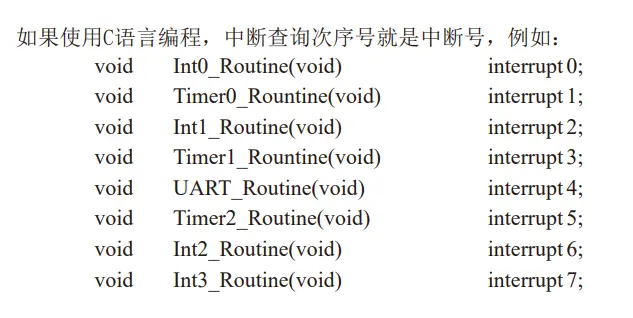 如果使用C语言编程，中断查询次序号就是中断号，例如：
void Int0_Routine(void) interrupt 0;
void Timer0_Rountine(void) interrupt 1;
void Int1_Routine(void) interrupt 2;
void Timer1_Rountine(void) interrupt 3;
void UART_Routine(void) interrupt 4;
void Timer2_Routine(void) interrupt 5;
void Int2_Routine(void) interrupt 6;
void Int3_Routine(void) interrupt 7;